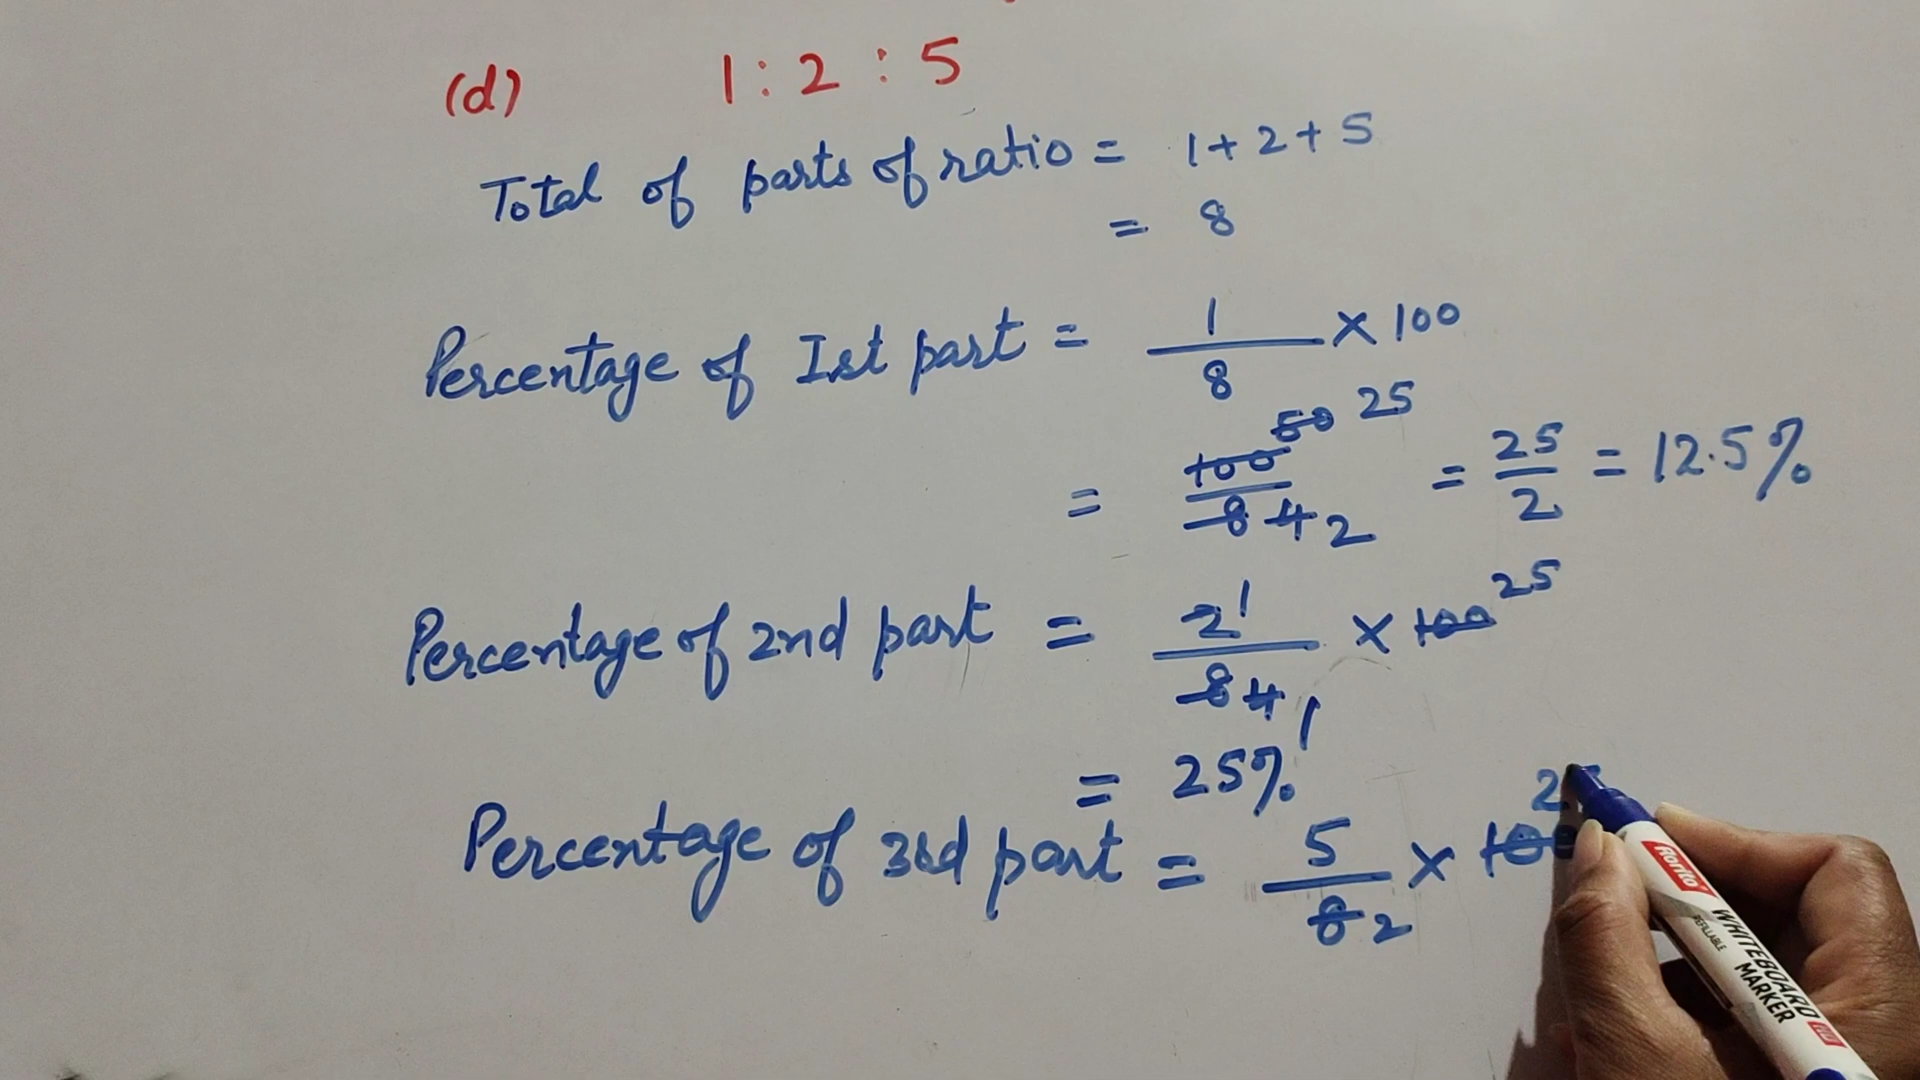 (d) 1 : 2 : 5
Total of parts of ratio = 1 + 2 + 5
= 8
Percentage of Ist part = 1/8 × 100
= 100 50 25 / 8 4 2 = 25/2 = 12.5%
Percentage of 2nd part = 2 1 / 8 4 1 × 100 25
= 25%
Percentage of 3rd part = 5 / 8 2 × 100 25
Rorito
WHITEBOARD
MARKER
REFILLABLE